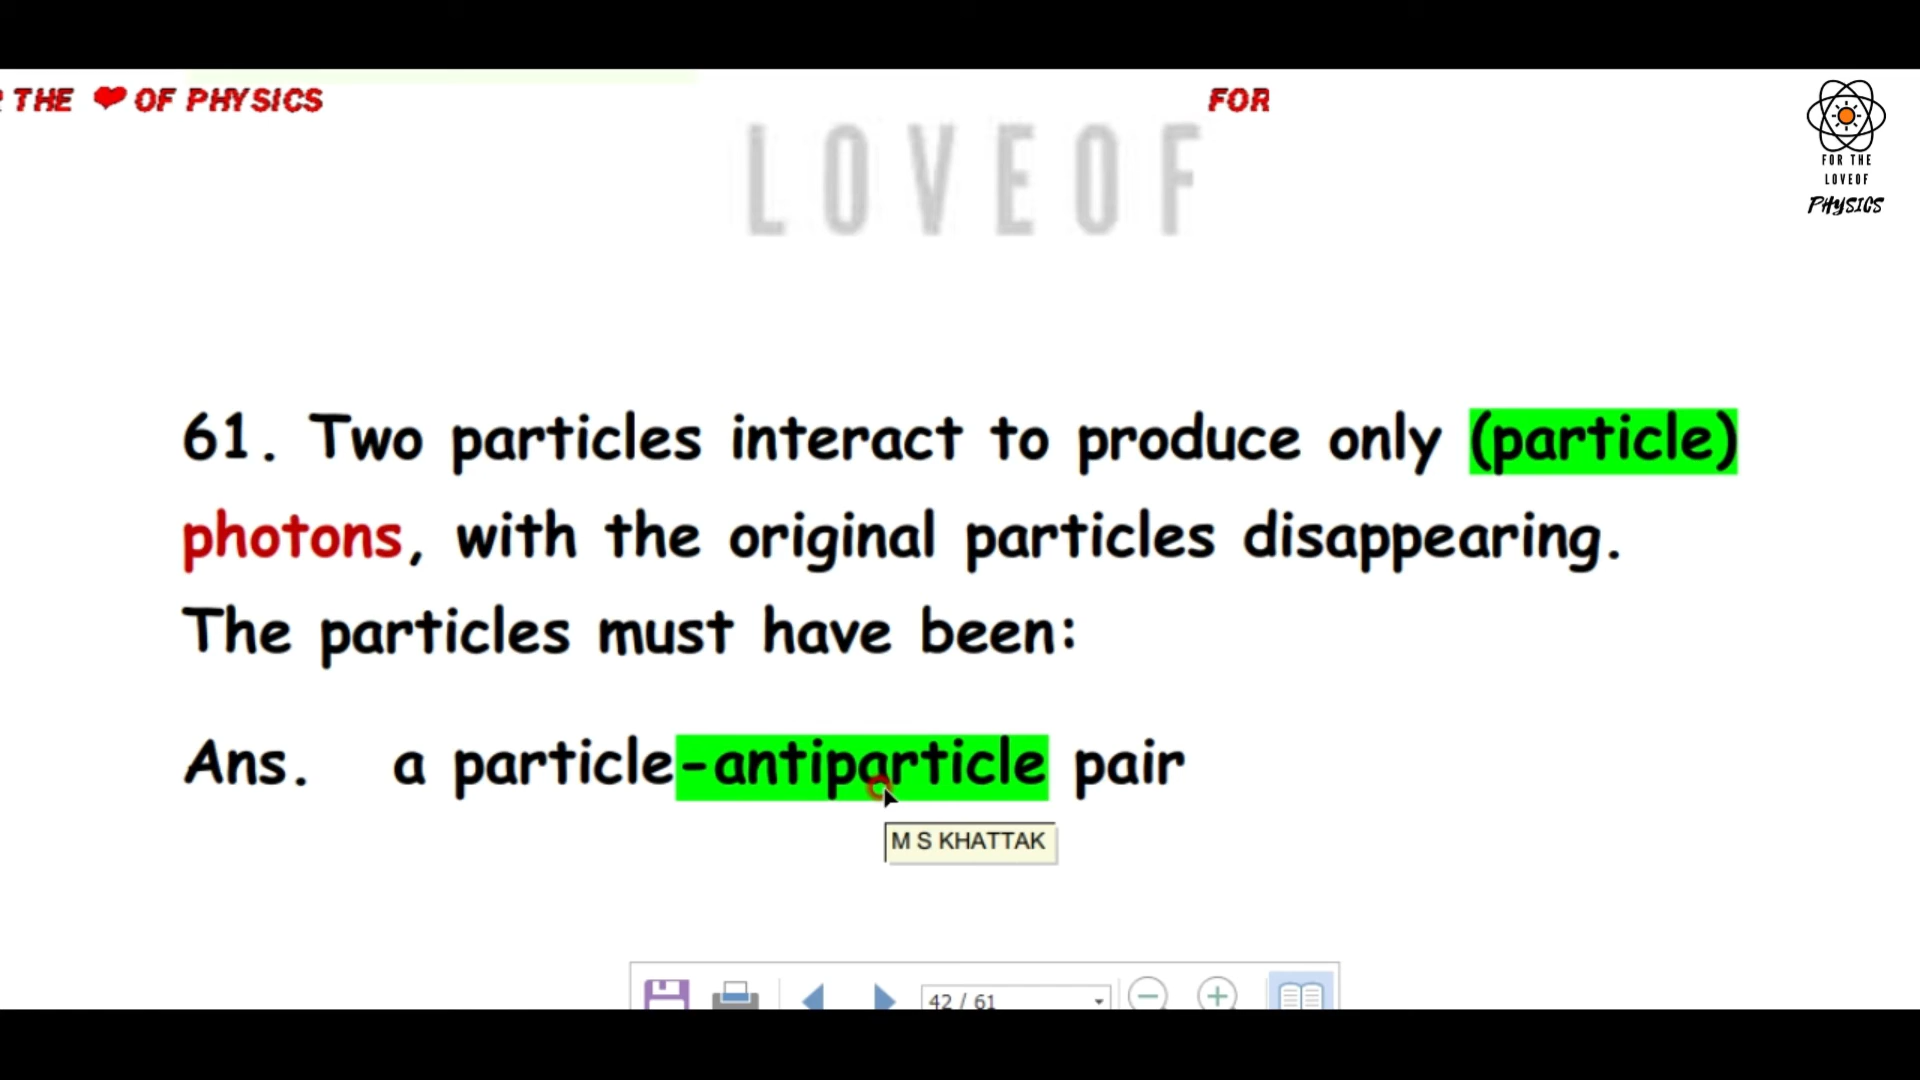 THE ❤ OF PHYSICS
FOR
LOVEOF
FOR THE
LOVEOF
PHYSICS
61. Two particles interact to produce only (particle)
photons, with the original particles disappearing.
The particles must have been:
Ans. a particle-antiparticle pair
M S KHATTAK
42 / 61